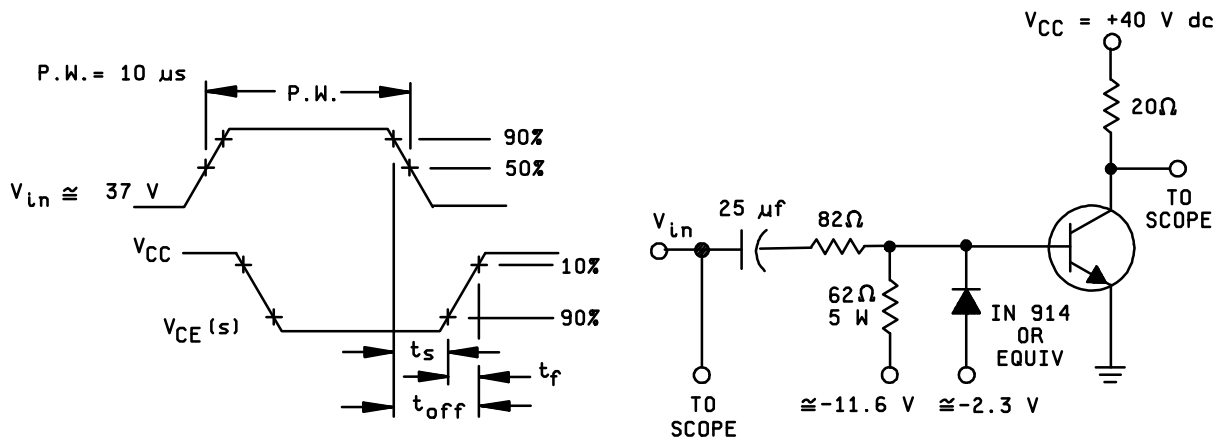 P.W.= 10 µs
P.W.
90%
50%
V_in ≅ 37 V
V_CC
10%
V_CE(s)
90%
t_s
t_f
t_off
V_CC = +40 V dc
20Ω
TO
SCOPE
V_in
25 µf
82Ω
62Ω
5 W
IN 914
OR
EQUIV
≅-11.6 V
≅-2.3 V
TO
SCOPE